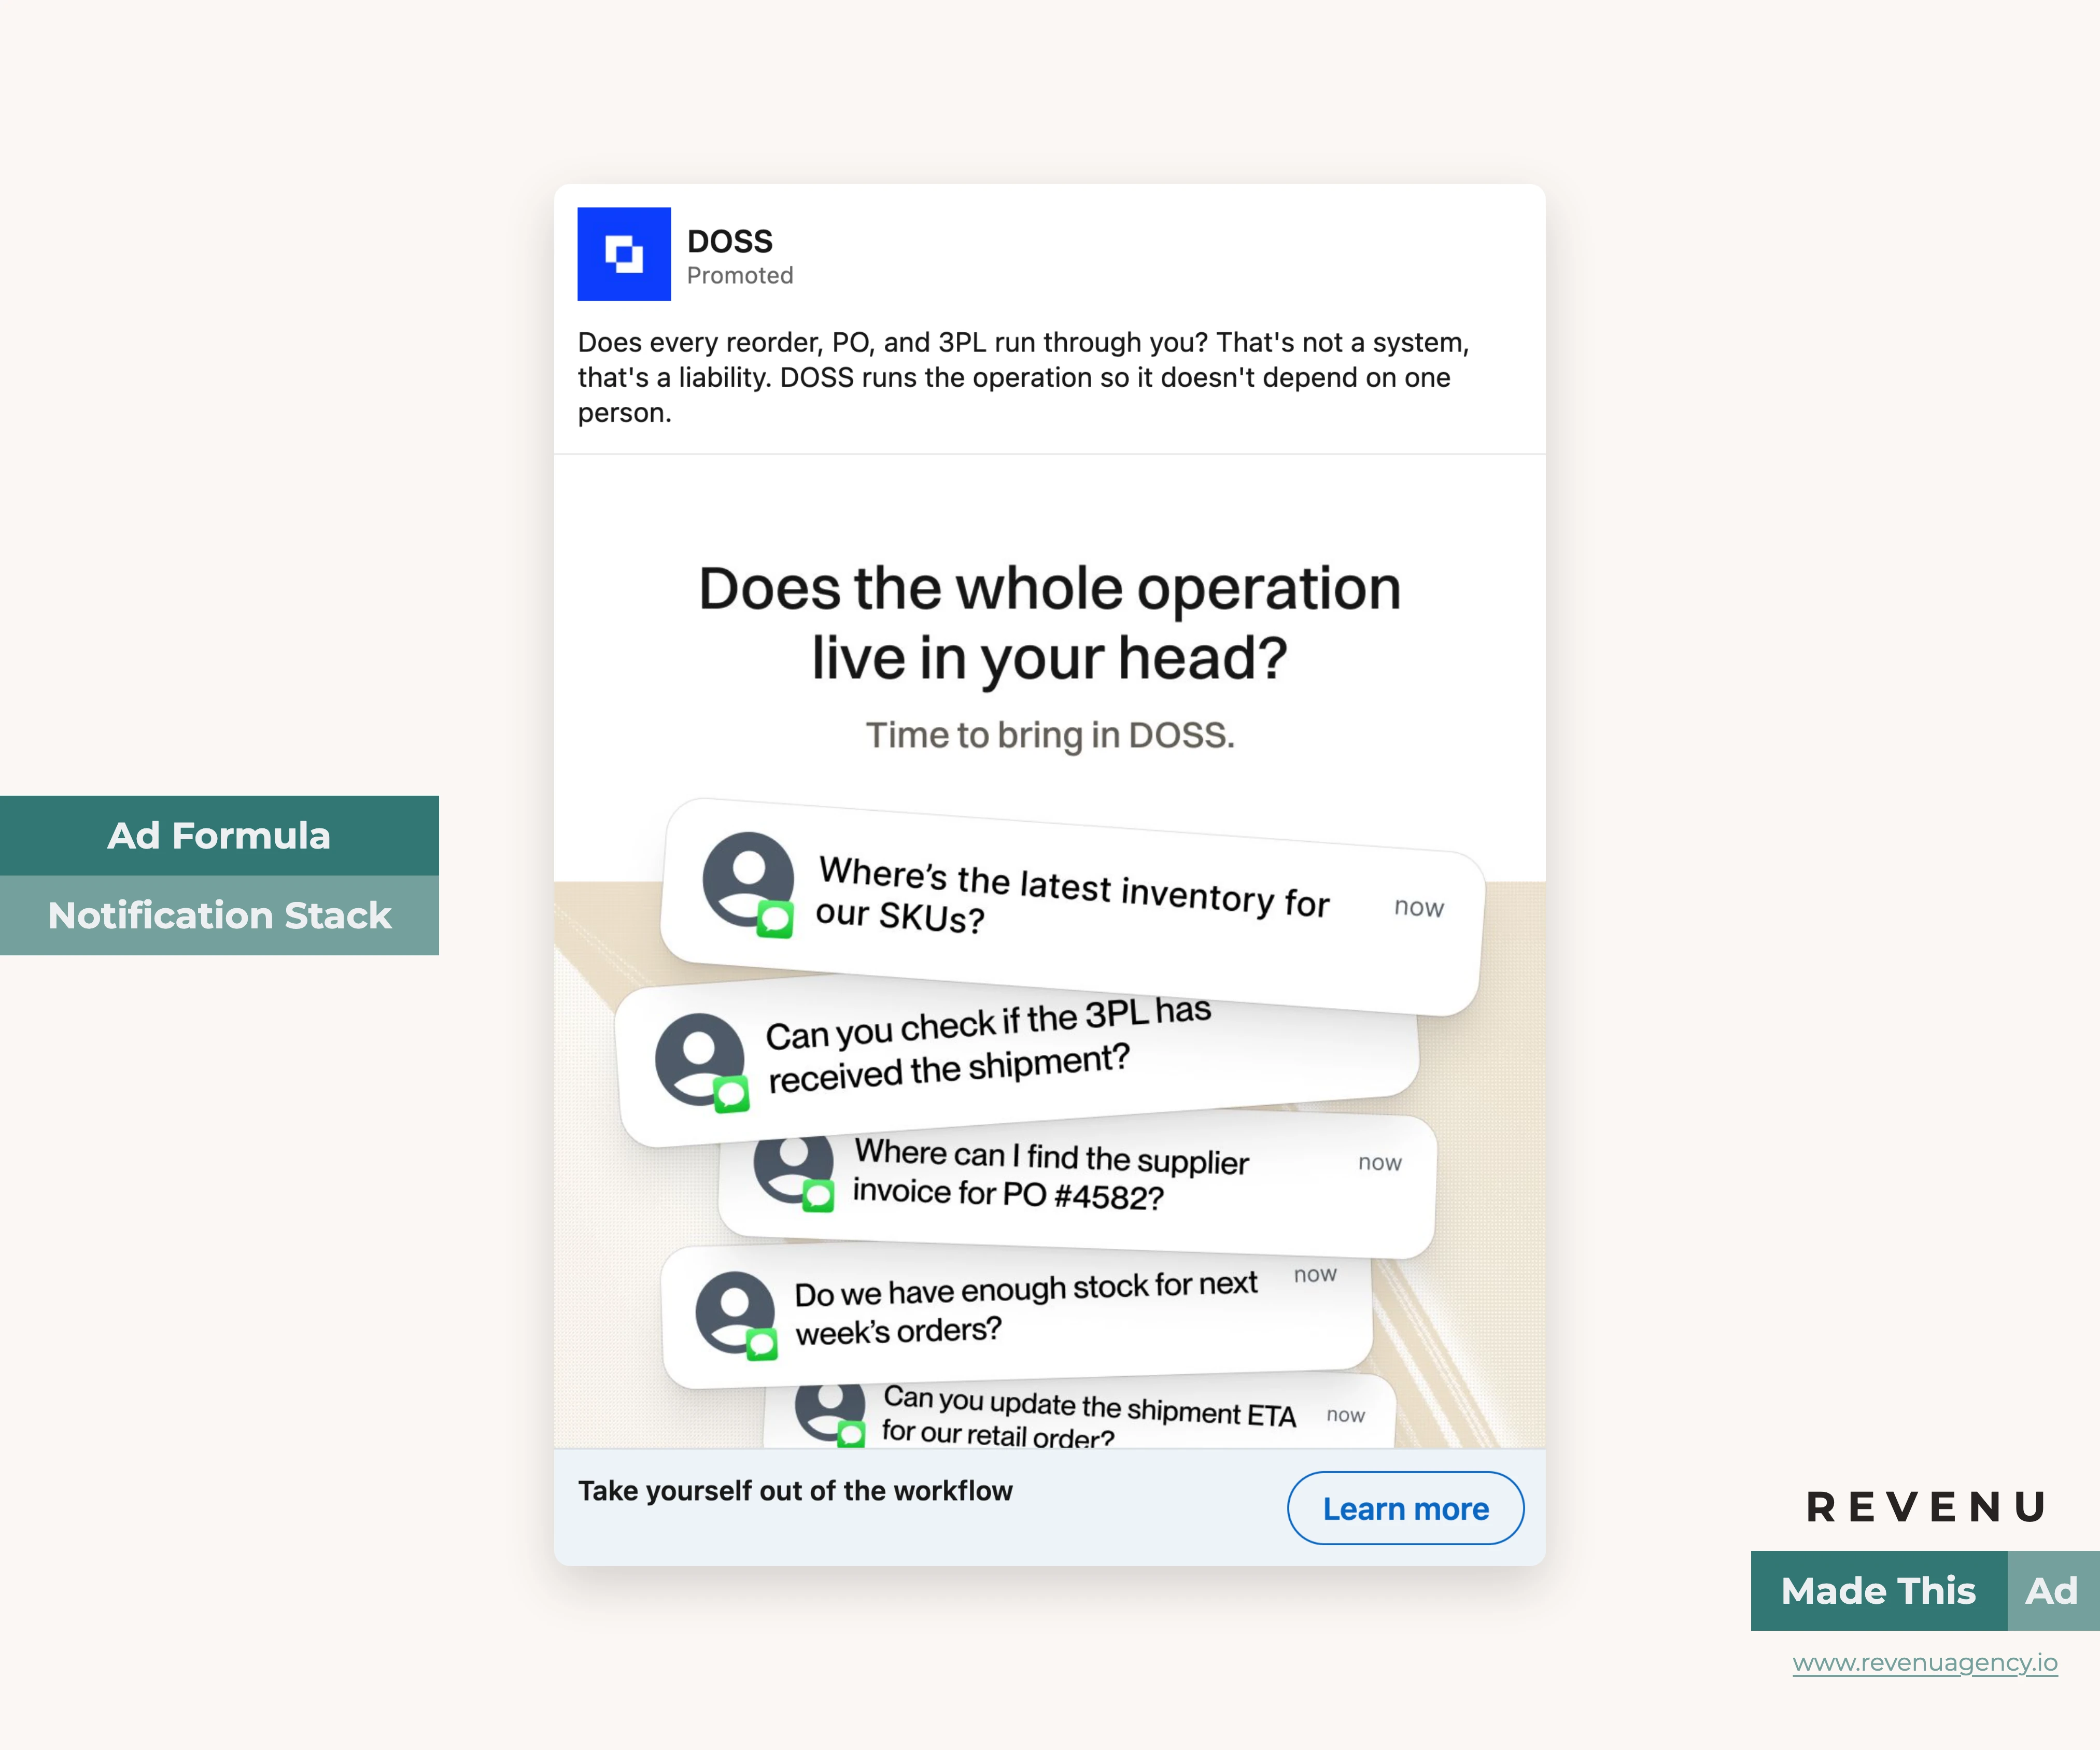 DOSS
Promoted
Does every reorder, PO, and 3PL run through you? That's not a system,
that's a liability. DOSS runs the operation so it doesn't depend on one
person.
Does the whole operation
live in your head?
Time to bring in DOSS.
Ad Formula
Notification Stack
Where's the latest inventory for
our SKUs?
now
Can you check if the 3PL has
received the shipment?
Where can I find the supplier
invoice for PO #4582?
now
Do we have enough stock for next
week's orders?
now
Can you update the shipment ETA
for our retail order?
now
Take yourself out of the workflow
Learn more
REVENU
Made This Ad
www.revenuagency.io